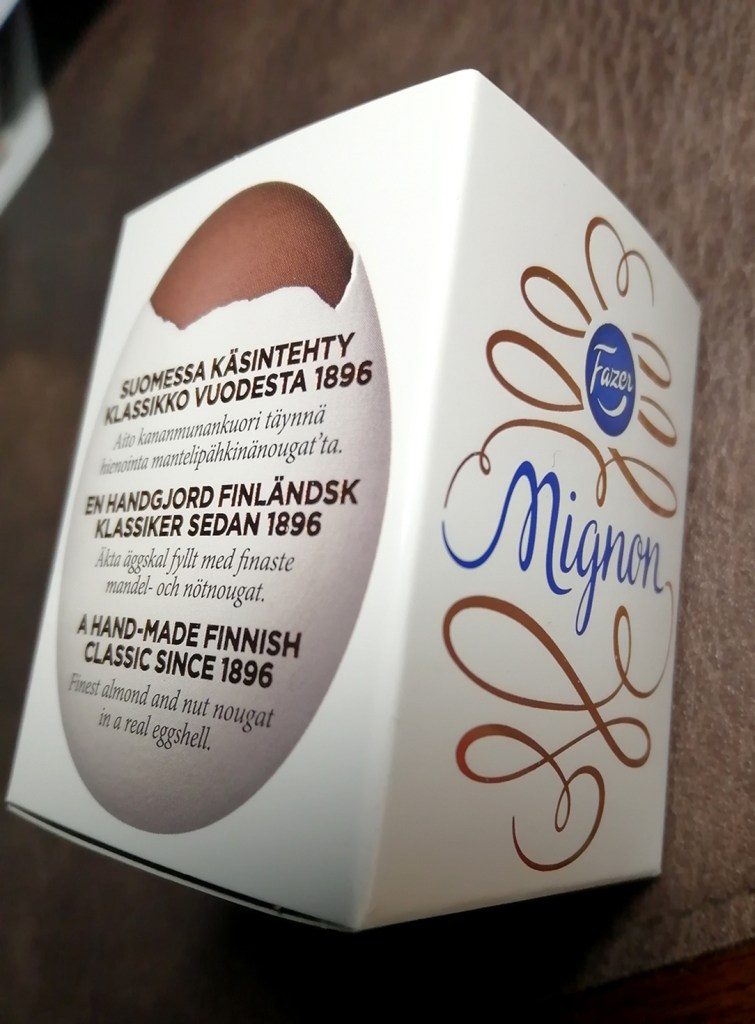 SUOMESSA KÄSINTEHTY
KLASSIKKO VUODESTA 1896
Aito kananmunankuori täynnä
hienointa mantelipähkinänougat'ta.
EN HANDGJORD FINLÄNDSK
KLASSIKER SEDAN 1896
Äkta äggskal fyllt med finaste
mandel- och nötnougat.
A HAND-MADE FINNISH
CLASSIC SINCE 1896
Finest almond and nut nougat
in a real eggshell.
Fazer
Mignon